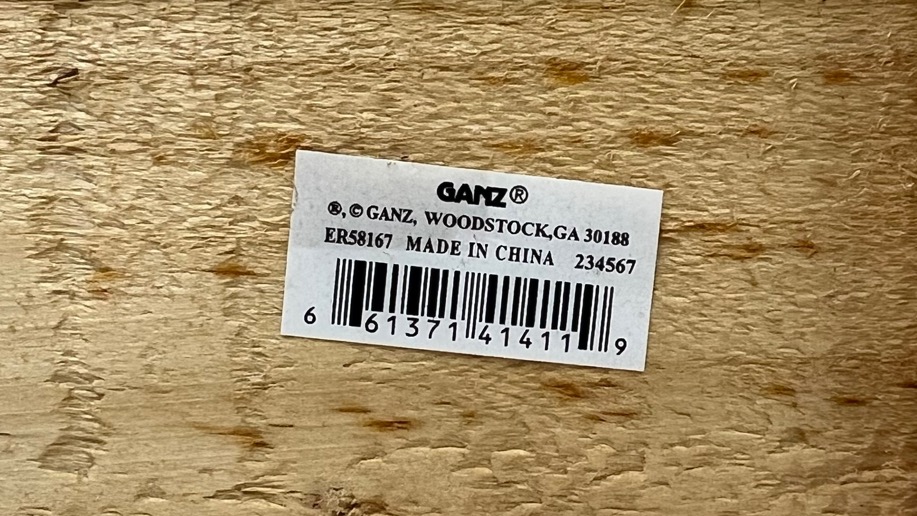 GANZ®
®, © GANZ, WOODSTOCK,GA 30188
ER58167 MADE IN CHINA 234567
6 61371 41411 9